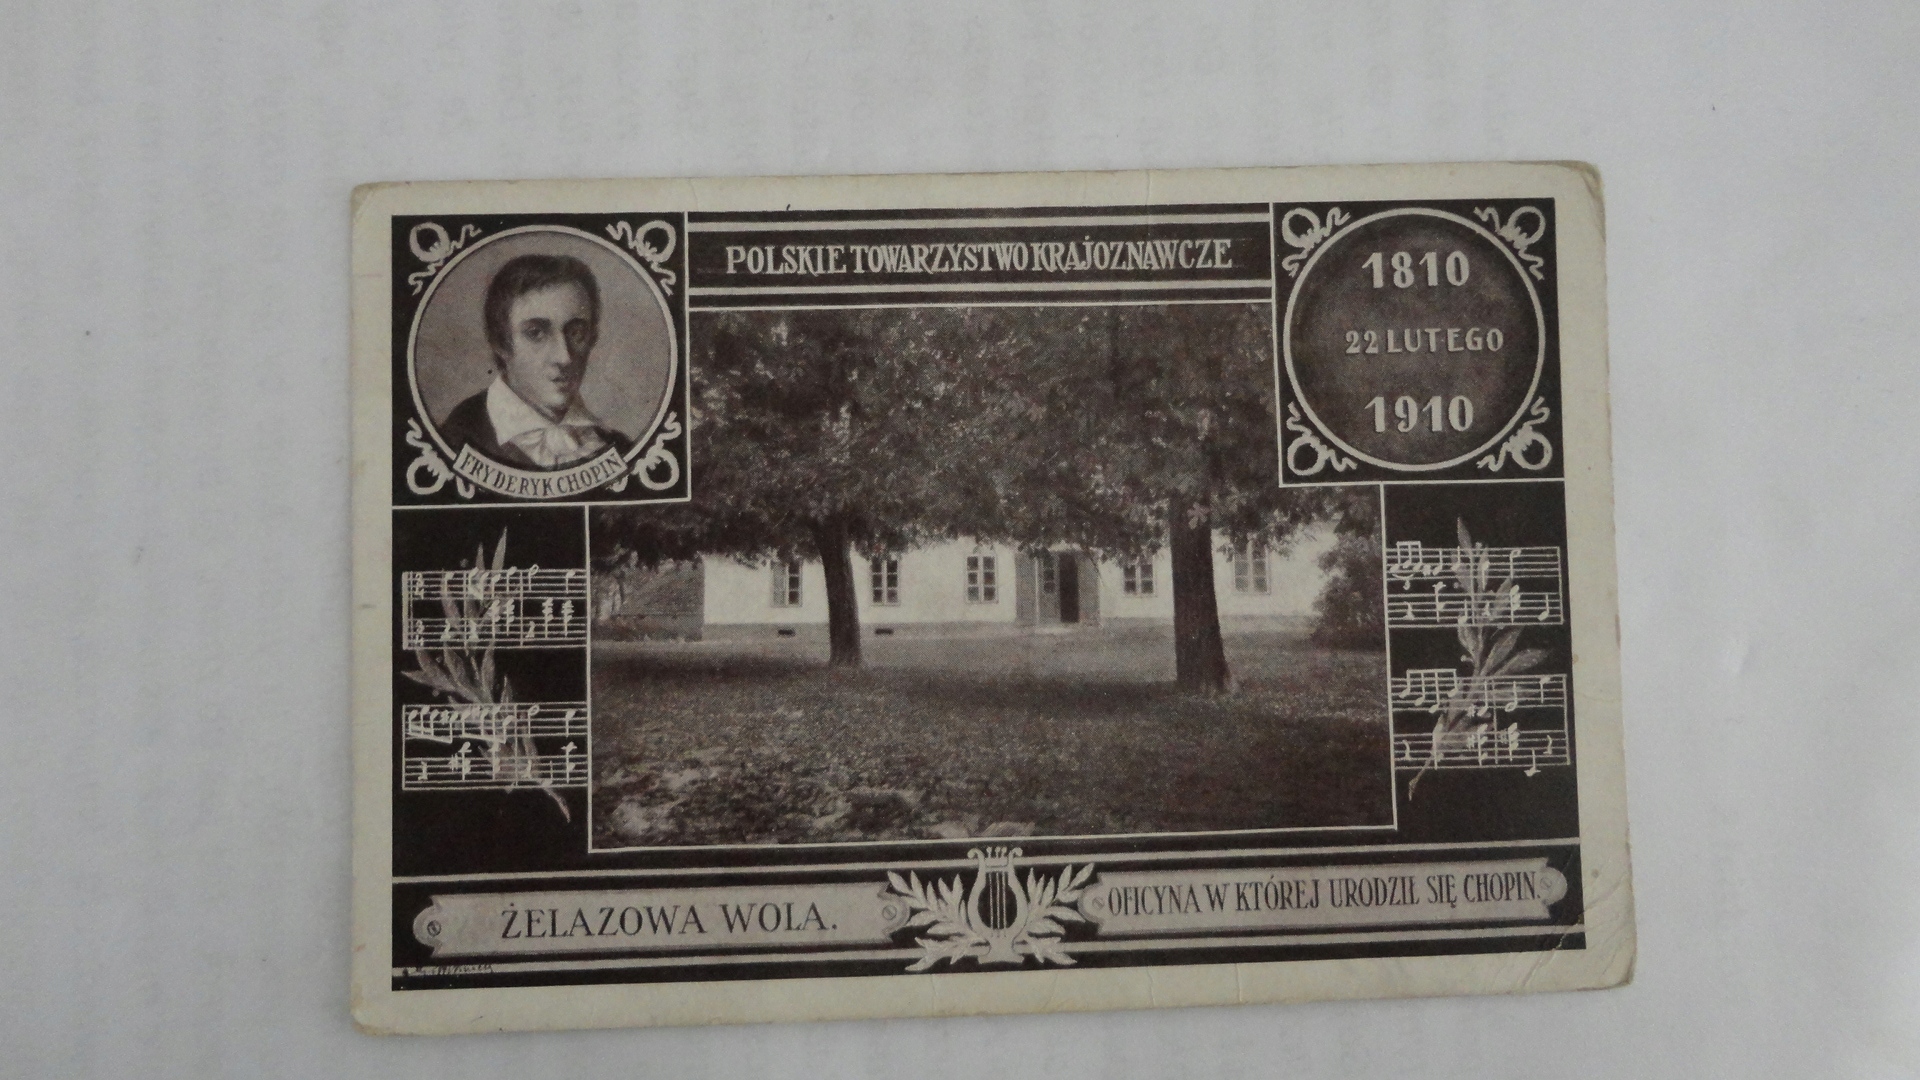 POLSKIE TOWARZYSTWO KRAJOZNAWCZE
FRYDERYK CHOPIN
1810
22 LUTEGO
1910
ŻELAZOWA WOLA.
OFICYNA W KTÓREJ URODZIŁ SIĘ CHOPIN.